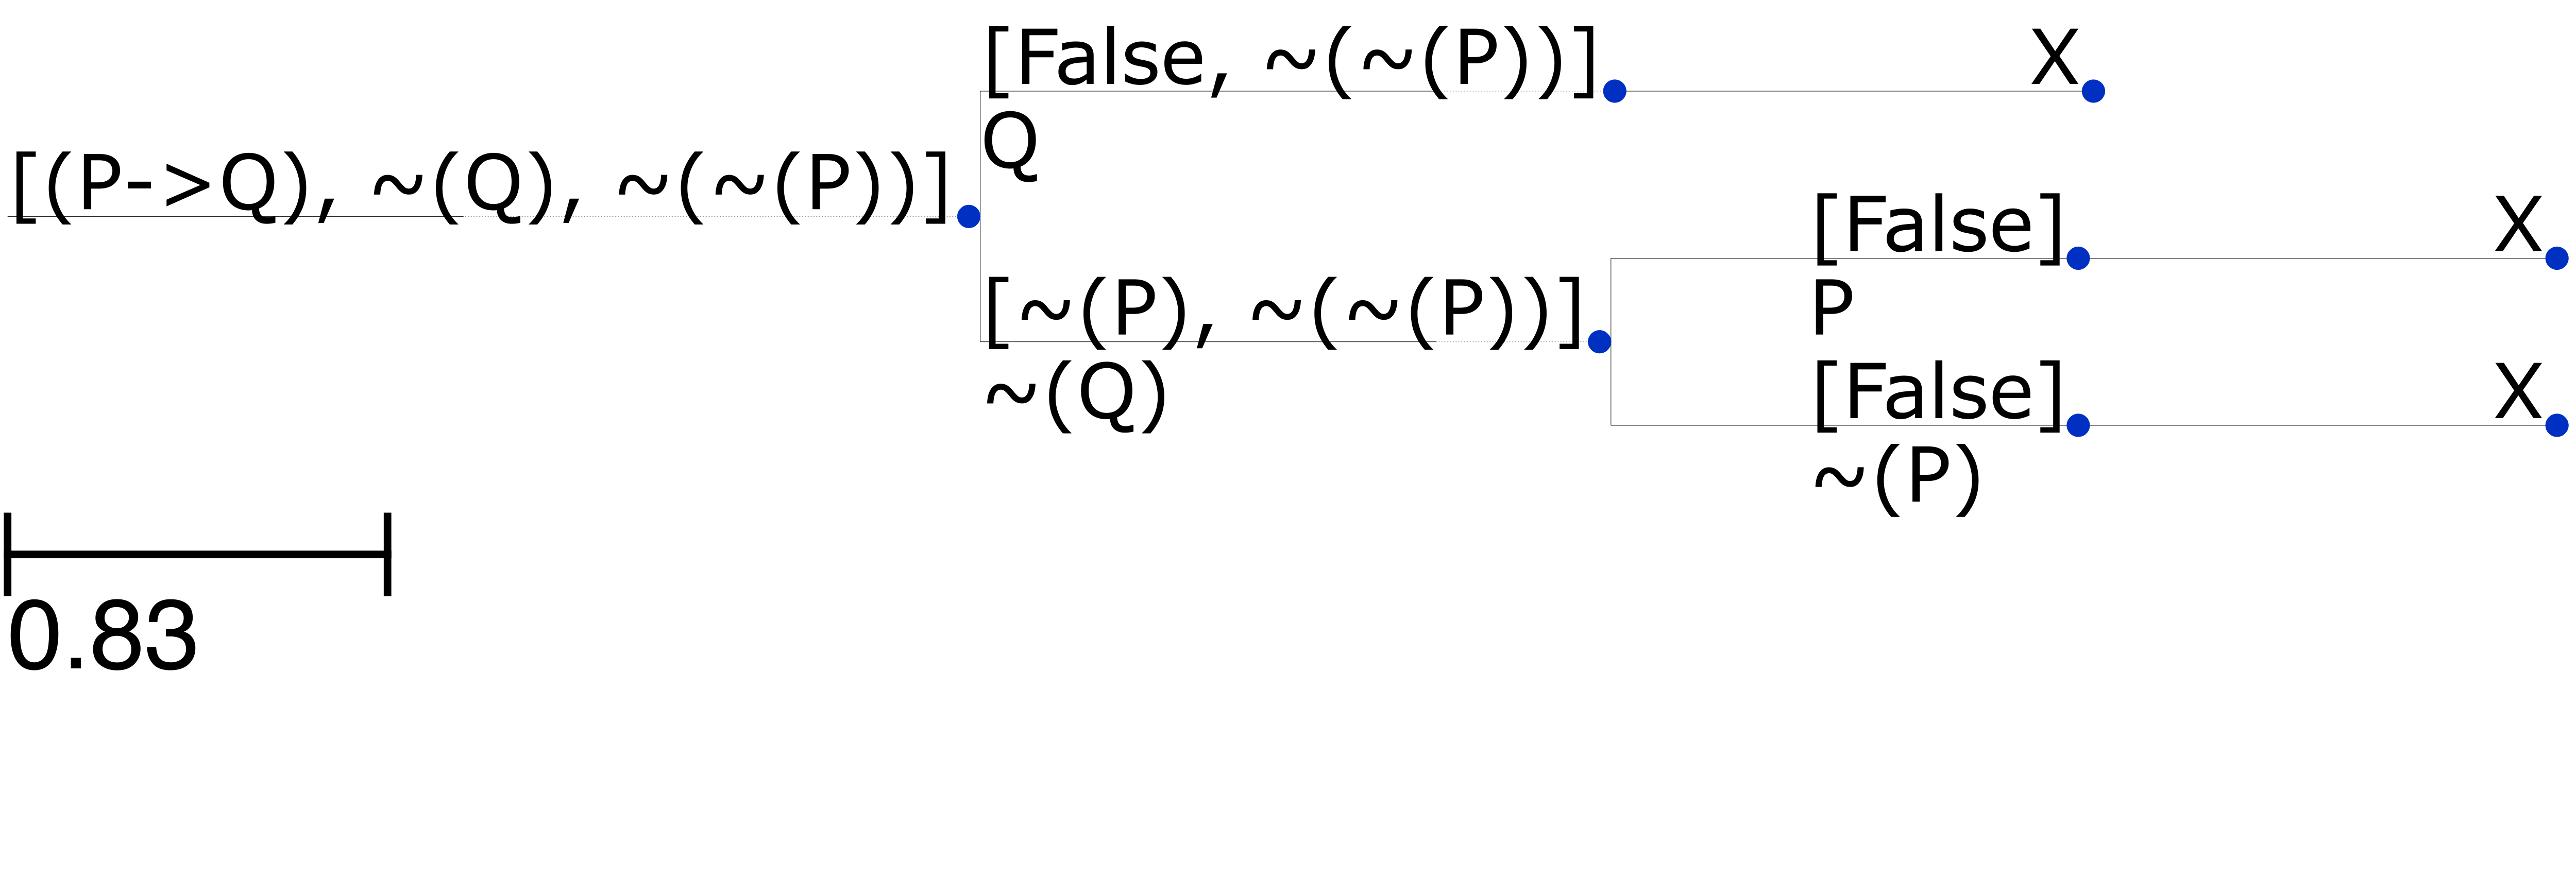 [False, ~(~(P))]
X
Q
[(P->Q), ~(Q), ~(~(P))]
[False]
X
P
[~(P), ~(~(P))]
~(Q)
[False]
X
~(P)
0.83